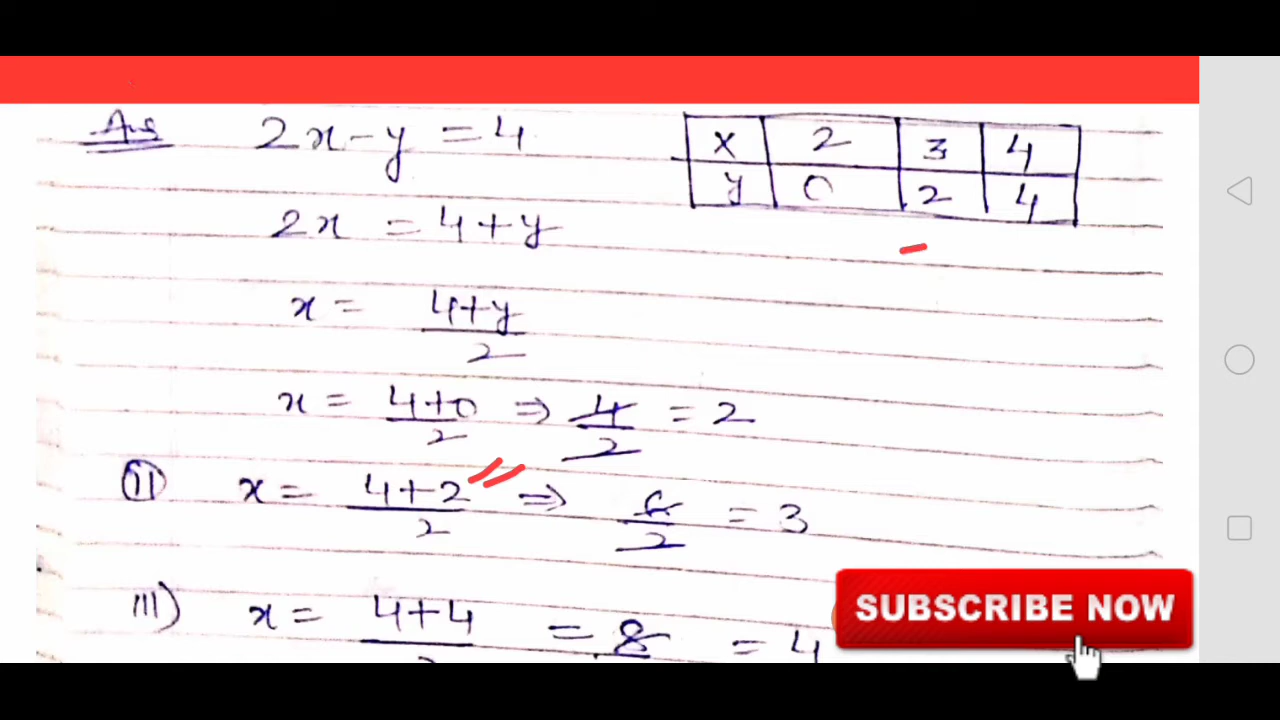 Ans 2x-y = 4
x 2 3 4
y 0 2 4
2x = 4+y
x = 4+y/2
x = 4+0/2 ⇒ 4/2 = 2
(II) x = 4+2/2 ⇒ 6/2 = 3
III) x = 4+4 = 8 = 4
SUBSCRIBE NOW